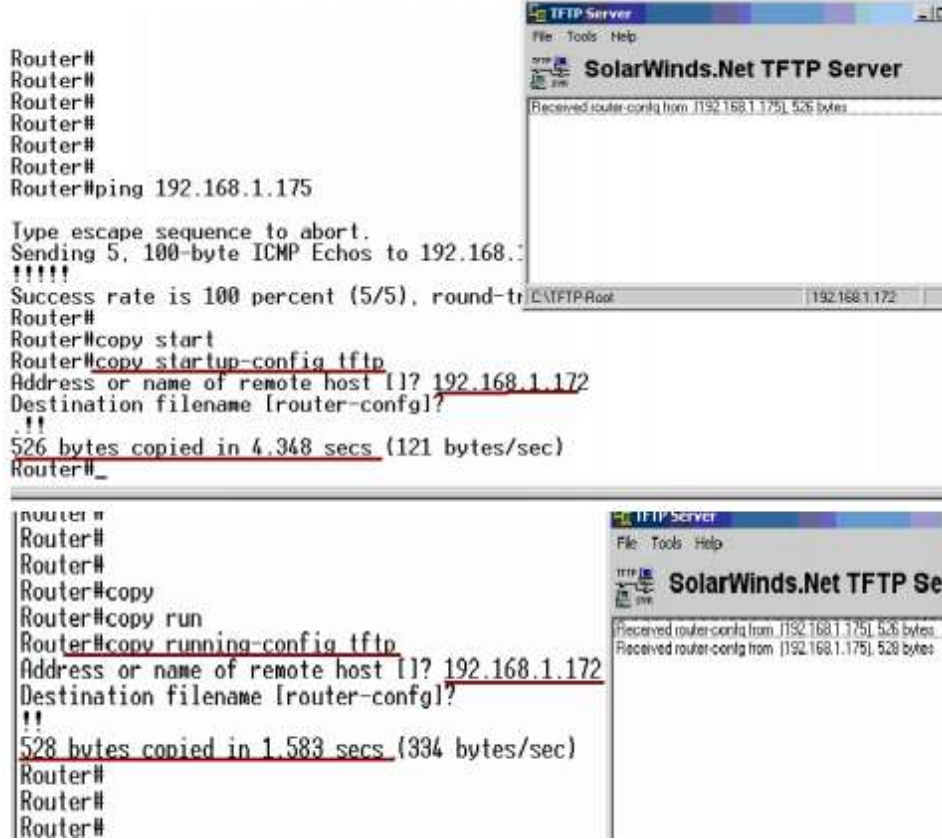 Router#
Router#
Router#
Router#
Router#
Router#
Router#ping 192.168.1.175
Type escape sequence to abort.
Sending 5, 100-byte ICMP Echos to 192.168.1
!!!!!
Success rate is 100 percent (5/5), round-tr
Router#
Router#copy start
Router#copy startup-config tftp
Address or name of remote host []? 192.168.1.172
Destination filename [router-confg]?
.!!
526 bytes copied in 4.348 secs (121 bytes/sec)
Router#_
TFTP Server
File Tools Help
SolarWinds.Net TFTP Server
Received router-confg from [192.168.1.175], 526 bytes
C:\TFTP-Root 192.168.1.172
Router#
Router#
Router#
Router#copy
Router#copy run
Router#copy running-config tftp
Address or name of remote host []? 192.168.1.172
Destination filename [router-confg]?
!!
528 bytes copied in 1.583 secs (334 bytes/sec)
Router#
Router#
Router#
TFTP Server
File Tools Help
SolarWinds.Net TFTP Se
Received router-confg from [192.168.1.175], 526 bytes
Received router-confg from [192.168.1.175], 528 bytes